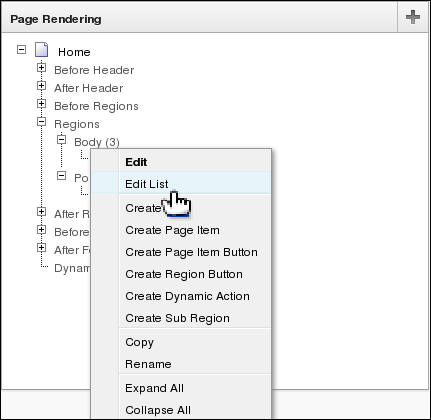 Page Rendering
Home
Before Header
After Header
Before Regions
Regions
Body (3)
Edit
Edit List
Create
Create Page Item
Create Page Item Button
Create Region Button
Create Dynamic Action
Create Sub Region
Copy
Rename
Expand All
Collapse All
Po
After R
Before
After Fo
Dynam